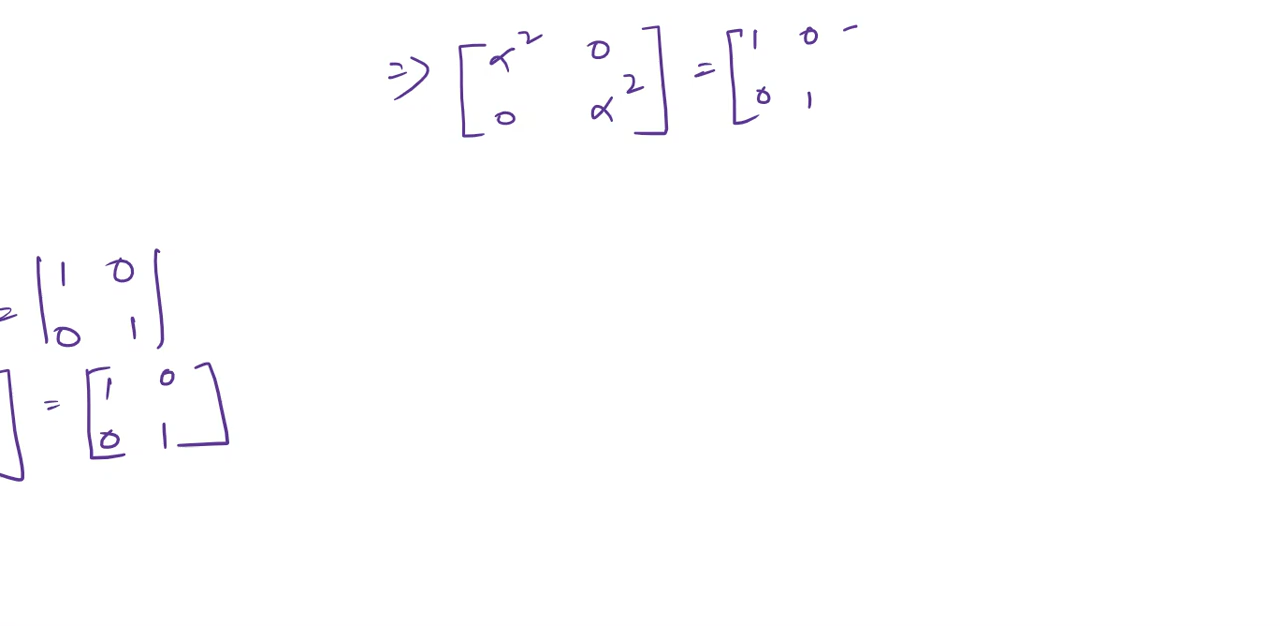 => [α² 0] = [1 0
[0 α²] [0 1
= |1 0|
|0 1|
] = [1 0]
[0 1]